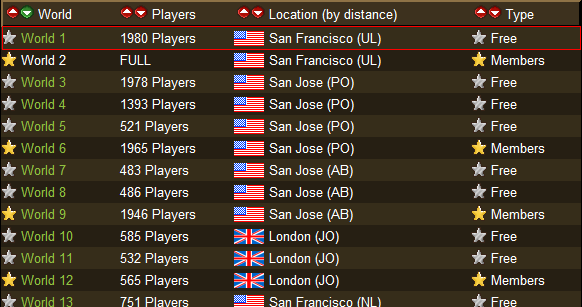 World Players Location (by distance) Type
World 1 1980 Players San Francisco (UL) Free
World 2 FULL San Francisco (UL) Members
World 3 1978 Players San Jose (PO) Free
World 4 1393 Players San Jose (PO) Free
World 5 521 Players San Jose (PO) Free
World 6 1965 Players San Jose (PO) Members
World 7 483 Players San Jose (AB) Free
World 8 486 Players San Jose (AB) Free
World 9 1946 Players San Jose (AB) Members
World 10 585 Players London (JO) Free
World 11 532 Players London (JO) Free
World 12 565 Players London (JO) Members
World 13 751 Players San Francisco (NL) Free